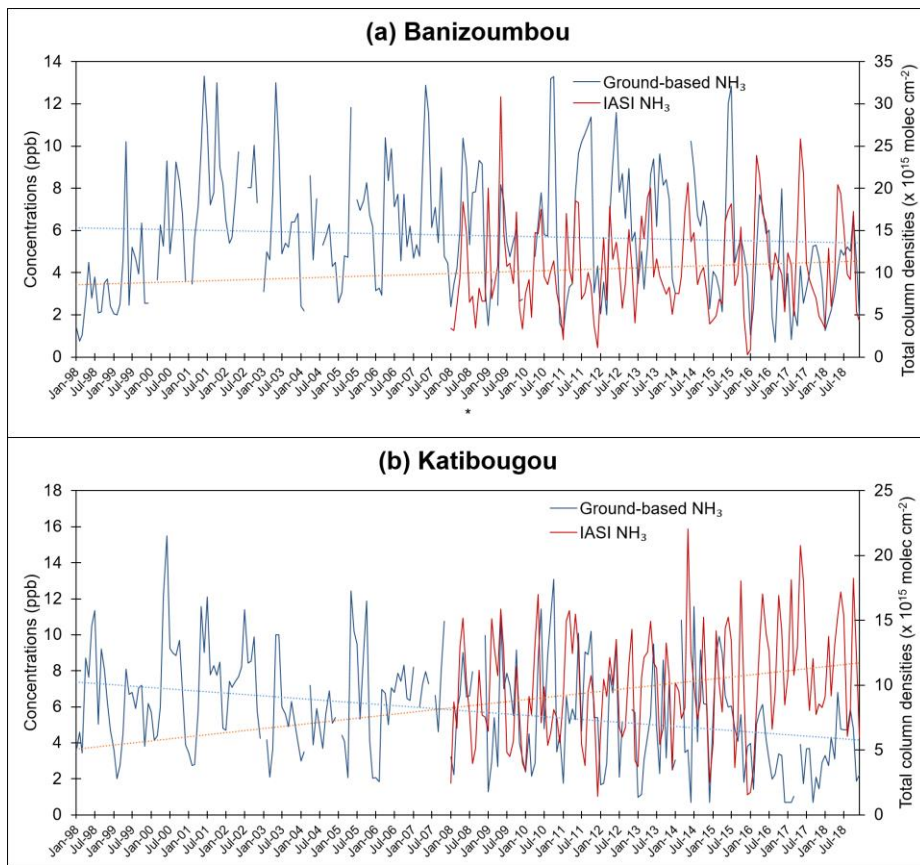 (a) Banizoumbou
Ground-based NH₃
IASI NH₃
Concentrations (ppb)
14
12
10
8
6
4
2
0
Total column densities (x 10¹⁵ molec cm⁻²)
35
30
25
20
15
10
5
0
Jan-98 Jul-98 Jan-99 Jul-99 Jan-00 Jul-00 Jan-01 Jul-01 Jan-02 Jul-02 Jan-03 Jul-03 Jan-04 Jul-04 Jan-05 Jul-05 Jan-06 Jul-06 Jan-07 Jul-07 Jan-08 Jul-08 Jan-09 Jul-09 Jan-10 Jul-10 Jan-11 Jul-11 Jan-12 Jul-12 Jan-13 Jul-13 Jan-14 Jul-14 Jan-15 Jul-15 Jan-16 Jul-16 Jan-17 Jul-17 Jan-18 Jul-18
*
(b) Katibougou
Ground-based NH₃
IASI NH₃
Concentrations (ppb)
18
16
14
12
10
8
6
4
2
0
Total column densities (x 10¹⁵ molec cm⁻²)
25
20
15
10
5
0
Jan-98 Jul-98 Jan-99 Jul-99 Jan-00 Jul-00 Jan-01 Jul-01 Jan-02 Jul-02 Jan-03 Jul-03 Jan-04 Jul-04 Jan-05 Jul-05 Jan-06 Jul-06 Jan-07 Jul-07 Jan-08 Jul-08 Jan-09 Jul-09 Jan-10 Jul-10 Jan-11 Jul-11 Jan-12 Jul-12 Jan-13 Jul-13 Jan-14 Jul-14 Jan-15 Jul-15 Jan-16 Jul-16 Jan-17 Jul-17 Jan-18 Jul-18